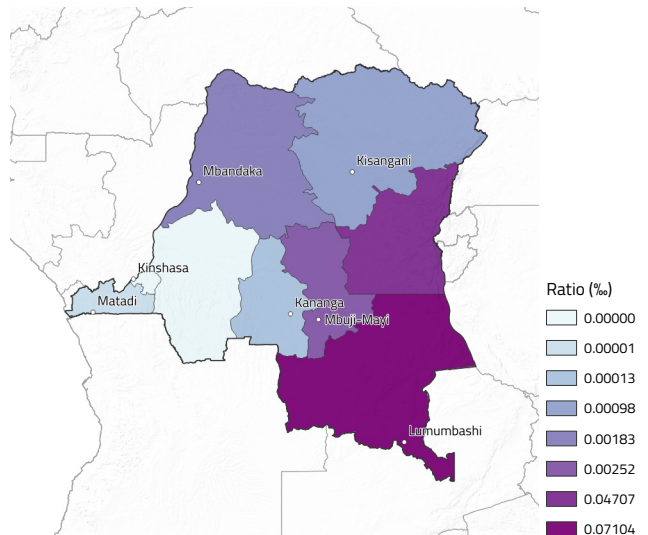 Mbandaka
Kisangani
Kinshasa
Matadi
Kananga
Mbuji-Mayi
Lumumbashi
Ratio (‰)
0.00000
0.00001
0.00013
0.00098
0.00183
0.00252
0.04707
0.07104